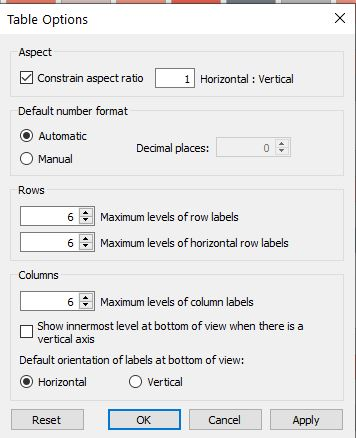 Table Options
Aspect
Constrain aspect ratio 1 Horizontal : Vertical
Default number format
Automatic
Manual
Decimal places: 0
Rows
6 Maximum levels of row labels
6 Maximum levels of horizontal row labels
Columns
6 Maximum levels of column labels
Show innermost level at bottom of view when there is a
vertical axis
Default orientation of labels at bottom of view:
Horizontal Vertical
Reset OK Cancel Apply